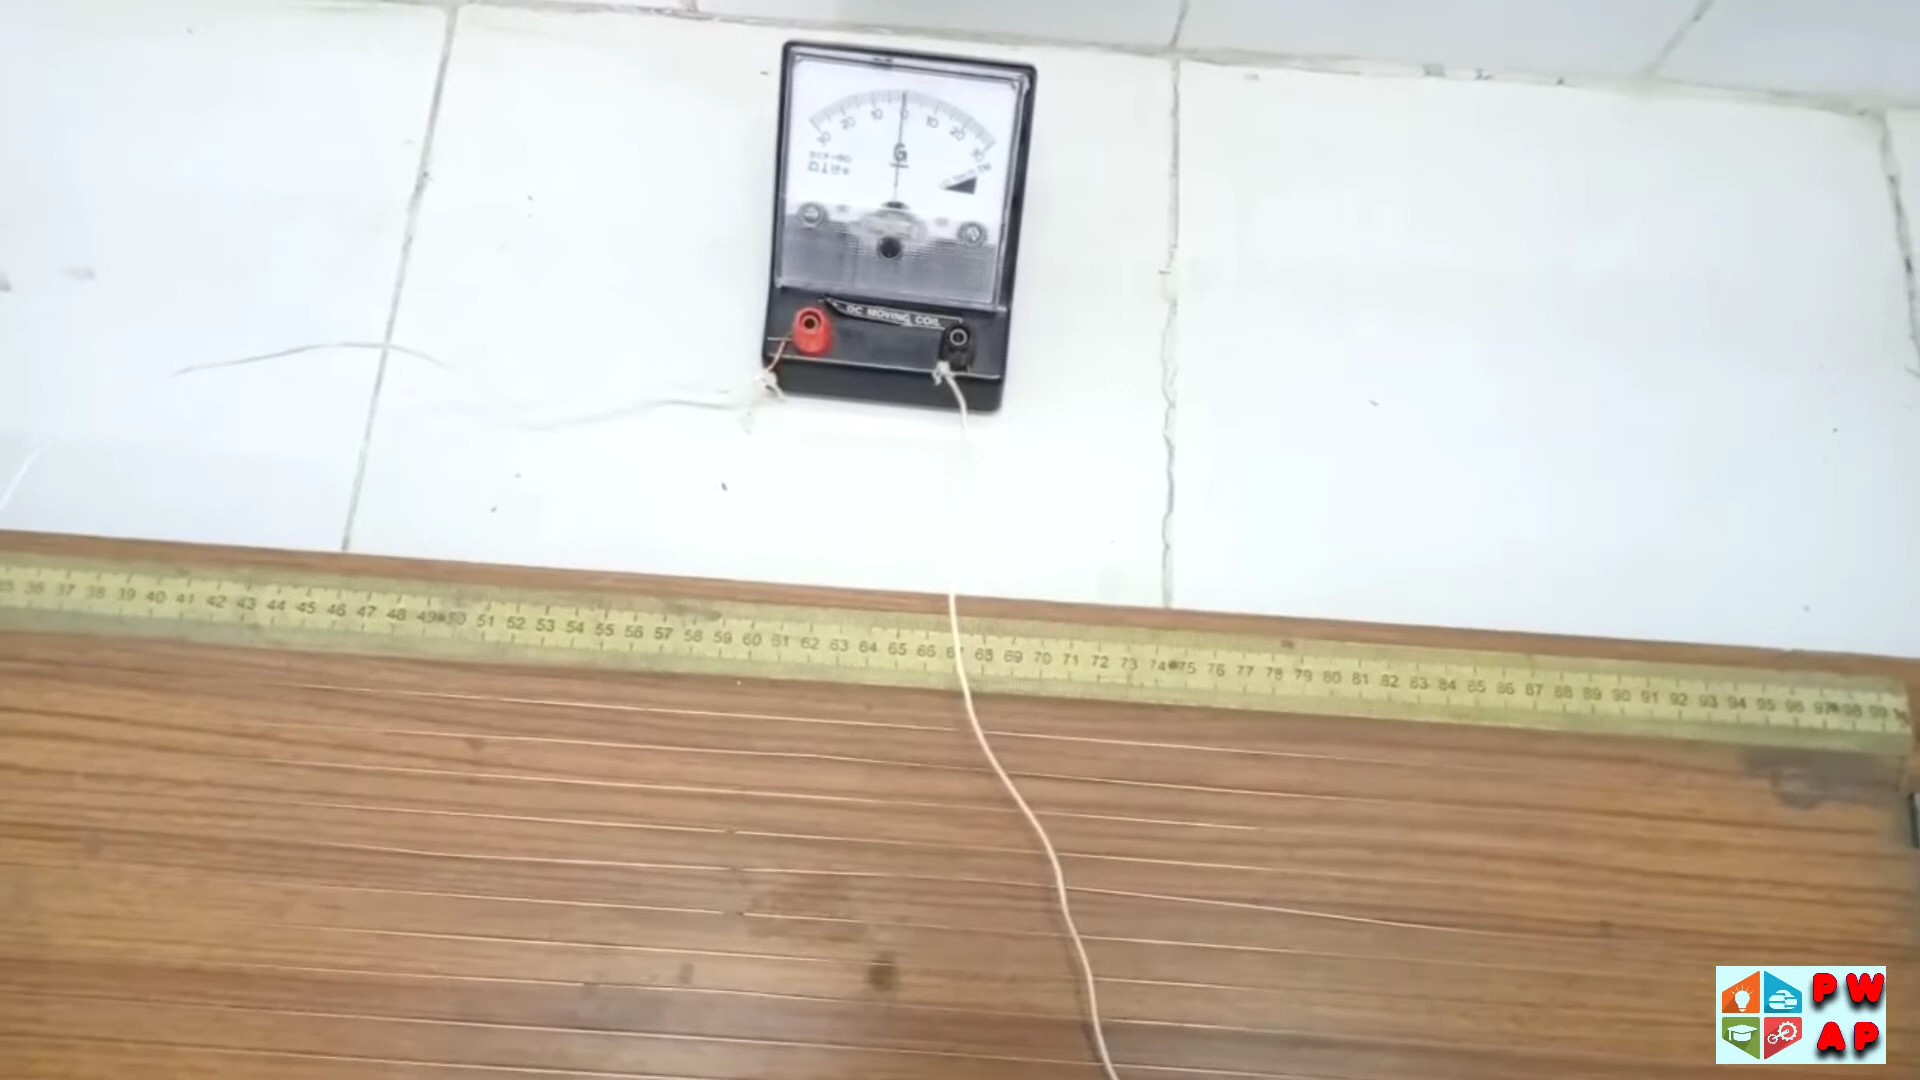 30 20 10 0 10 20 30
G
DC MOVING COIL
36 37 38 39 40 41 42 43 44 45 46 47 48 49 50 51 52 53 54 55 56 57 58 59 60 61 62 63 64 65 66 67 68 69 70 71 72 73 74 75 76 77 78 79 80 81 82 83 84 85 86 87 88 89 90 91 92 93 94 95 96 97 98 99
PW
AP